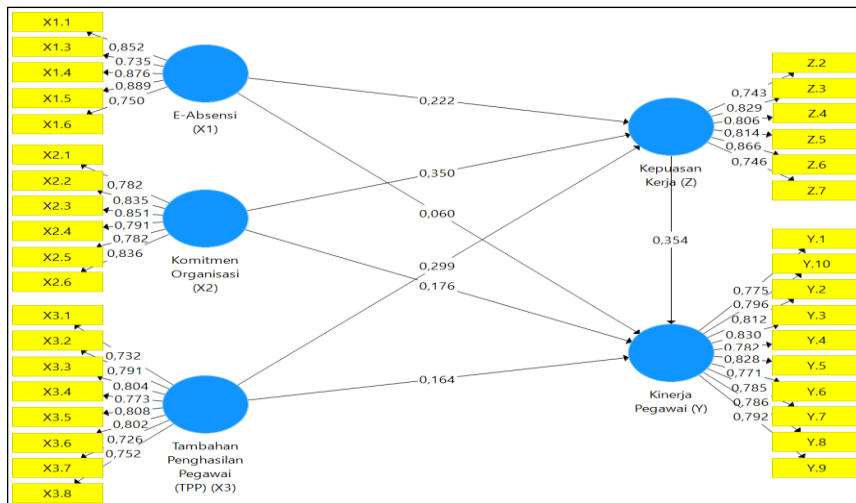 X1.1
X1.3
X1.4
X1.5
X1.6
0,852
0,735
0,876
0,889
0,750
E-Absensi
(X1)
X2.1
X2.2
X2.3
X2.4
X2.5
X2.6
0,782
0,835
0,851
0,791
0,782
0,836
Komitmen
Organisasi
(X2)
X3.1
X3.2
X3.3
X3.4
X3.5
X3.6
X3.7
X3.8
0,732
0,791
0,804
0,773
0,808
0,802
0,726
0,752
Tambahan
Penghasilan
Pegawai
(TPP) (X3)
0,222
0,350
0,060
0,299
0,176
0,164
0,354
Kepuasan
Kerja (Z)
0,743
0,829
0,806
0,814
0,866
0,746
Z.2
Z.3
Z.4
Z.5
Z.6
Z.7
Kinerja
Pegawai (Y)
0,775
0,796
0,812
0,830
0,782
0,828
0,771
0,785
0,786
0,792
Y.1
Y.10
Y.2
Y.3
Y.4
Y.5
Y.6
Y.7
Y.8
Y.9